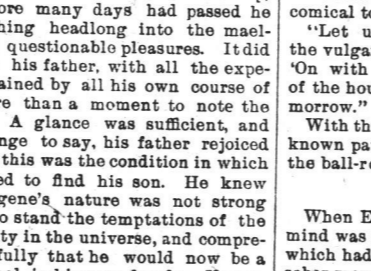 ore many days had passed he
hing headlong into the mael-
questionable pleasures. It did
his father, with all the expe-
ained by all his own course of
re than a moment to note the
A glance was sufficient, and
nge to say, his father rejoiced
this was the condition in which
ed to find his son. He knew
gene's nature was not strong
o stand the temptations of the
ty in the universe, and compre-
fully that he would now be a
comical to
"Let u
the vulgar
'On with
of the hou
morrow."
With th
known pa
the ball-ro
When E
mind was
which had